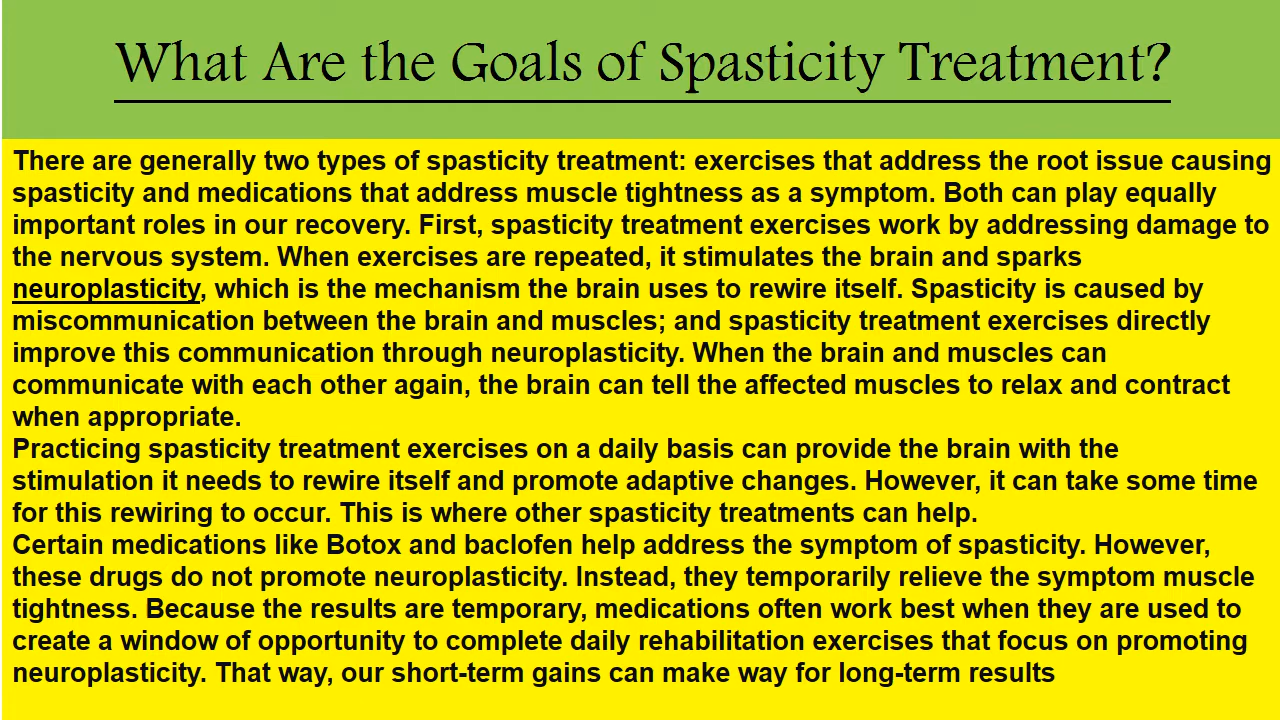 What Are the Goals of Spasticity Treatment?
There are generally two types of spasticity treatment: exercises that address the root issue causing
spasticity and medications that address muscle tightness as a symptom. Both can play equally
important roles in our recovery. First, spasticity treatment exercises work by addressing damage to
the nervous system. When exercises are repeated, it stimulates the brain and sparks
neuroplasticity, which is the mechanism the brain uses to rewire itself. Spasticity is caused by
miscommunication between the brain and muscles; and spasticity treatment exercises directly
improve this communication through neuroplasticity. When the brain and muscles can
communicate with each other again, the brain can tell the affected muscles to relax and contract
when appropriate.
Practicing spasticity treatment exercises on a daily basis can provide the brain with the
stimulation it needs to rewire itself and promote adaptive changes. However, it can take some time
for this rewiring to occur. This is where other spasticity treatments can help.
Certain medications like Botox and baclofen help address the symptom of spasticity. However,
these drugs do not promote neuroplasticity. Instead, they temporarily relieve the symptom muscle
tightness. Because the results are temporary, medications often work best when they are used to
create a window of opportunity to complete daily rehabilitation exercises that focus on promoting
neuroplasticity. That way, our short-term gains can make way for long-term results